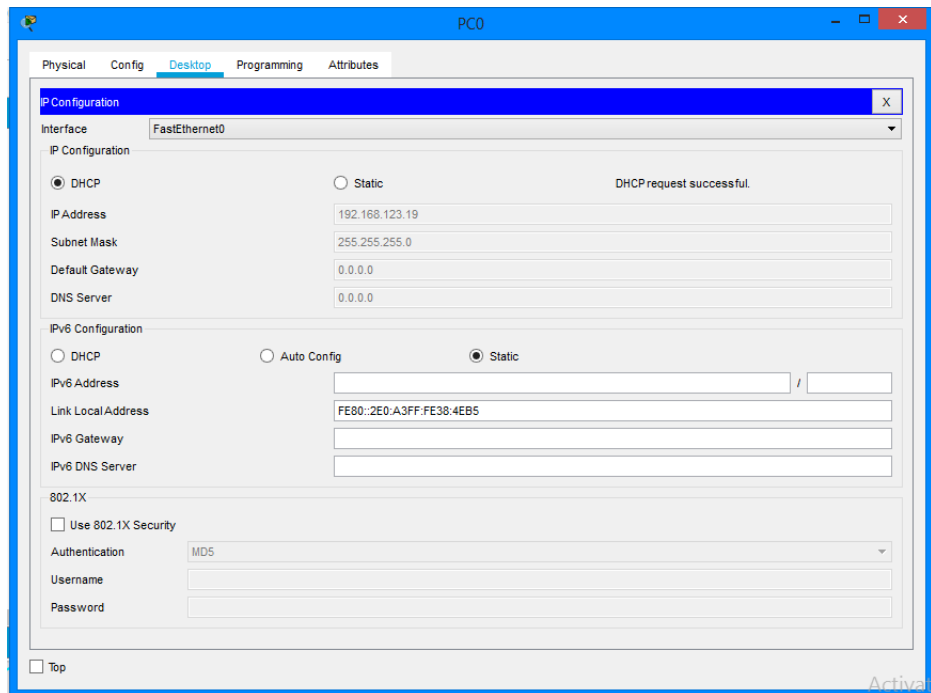 PC0
Physical Config Desktop Programming Attributes
IP Configuration X
Interface FastEthernet0
IP Configuration
DHCP Static DHCP request successful.
IP Address 192.168.123.19
Subnet Mask 255.255.255.0
Default Gateway 0.0.0.0
DNS Server 0.0.0.0
IPv6 Configuration
DHCP Auto Config Static
IPv6 Address /
Link Local Address FE80::2E0:A3FF:FE38:4EB5
IPv6 Gateway
IPv6 DNS Server
802.1X
Use 802.1X Security
Authentication MD5
Username
Password
Top
Activat